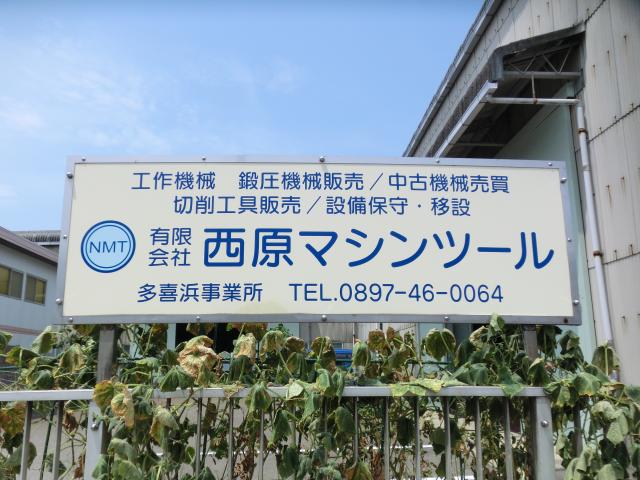 工作機械 鍛圧機械販売/中古機械売買
切削工具販売/設備保守・移設
NMT 有限会社 西原マシンツール
多喜浜事業所 TEL.0897-46-0064